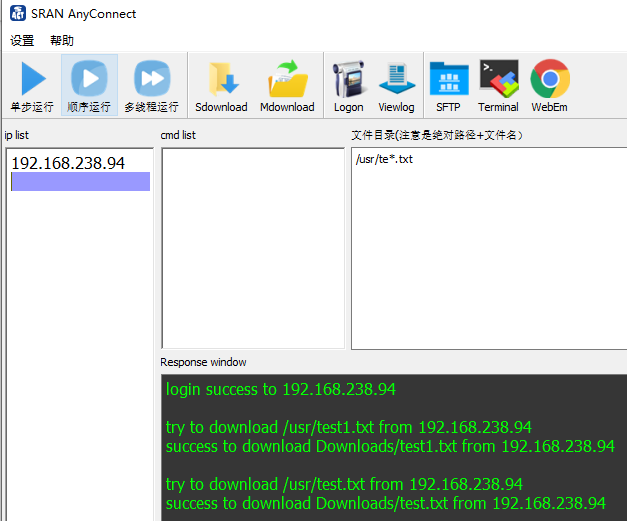 SRAN AnyConnect
设置 帮助
单步运行 顺序运行 多线程运行 Sdownload Mdownload Logon Viewlog SFTP Terminal WebEm
ip list cmd list 文件目录(注意是绝对路径+文件名）
192.168.238.94
/usr/te*.txt
Response window
login success to 192.168.238.94
try to download /usr/test1.txt from 192.168.238.94
success to download Downloads/test1.txt from 192.168.238.94
try to download /usr/test.txt from 192.168.238.94
success to download Downloads/test.txt from 192.168.238.94